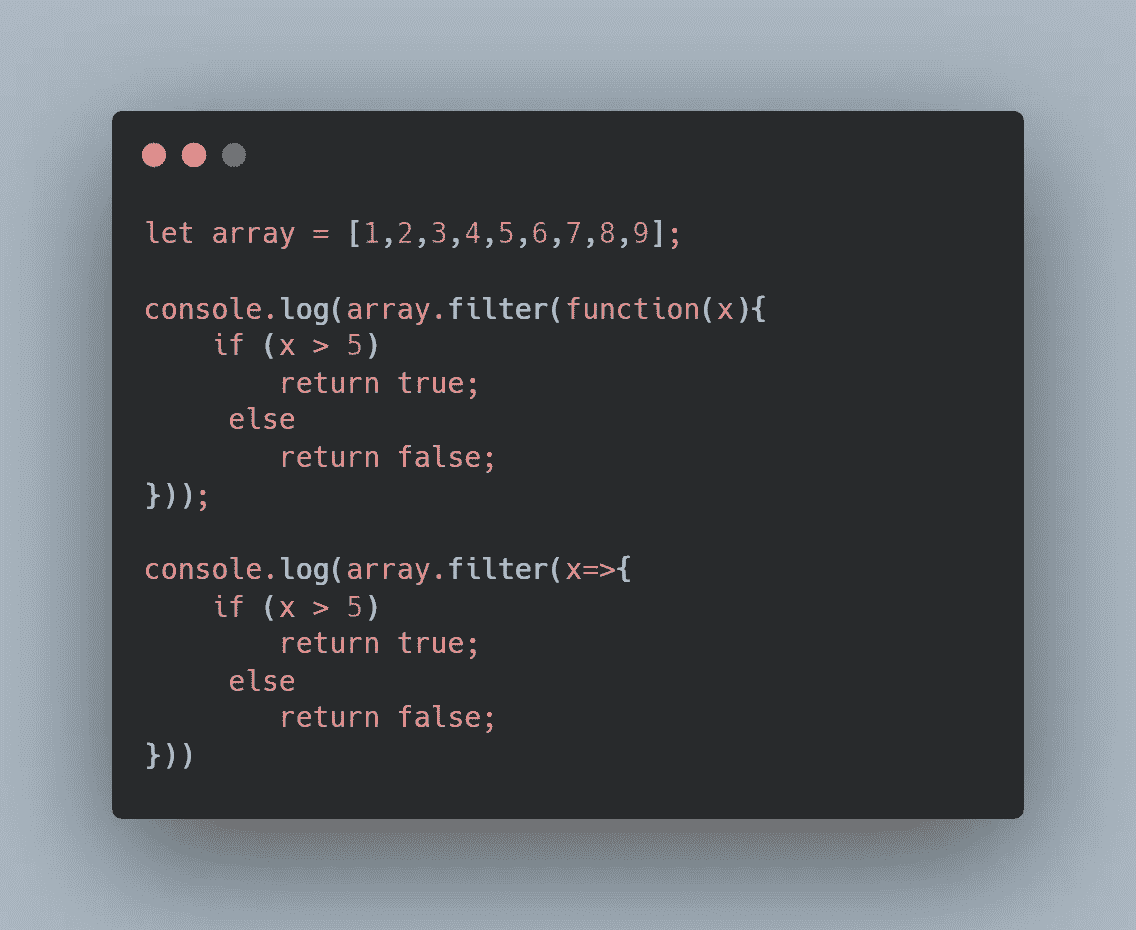 let array = [1,2,3,4,5,6,7,8,9];
console.log(array.filter(function(x){
    if (x > 5)
        return true;
     else
        return false;
}));
console.log(array.filter(x=>{
    if (x > 5)
        return true;
     else
        return false;
}))